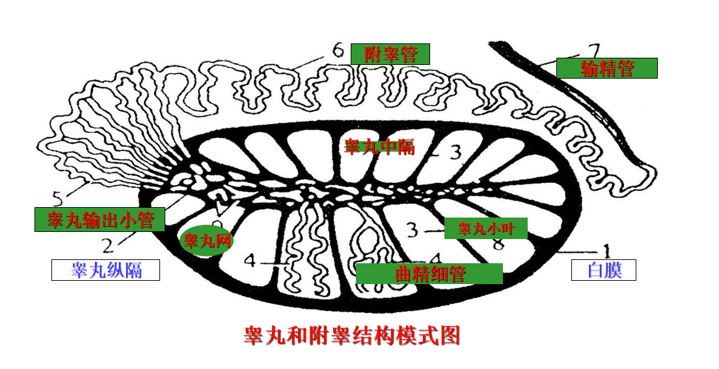 6
附睾管
7
输精管
睾丸中隔
3
5
睾丸输出小管
2
睾丸网
3
睾丸小叶
8
1
睾丸纵隔
4
曲精细管
4
白膜
睾丸和附睾结构模式图